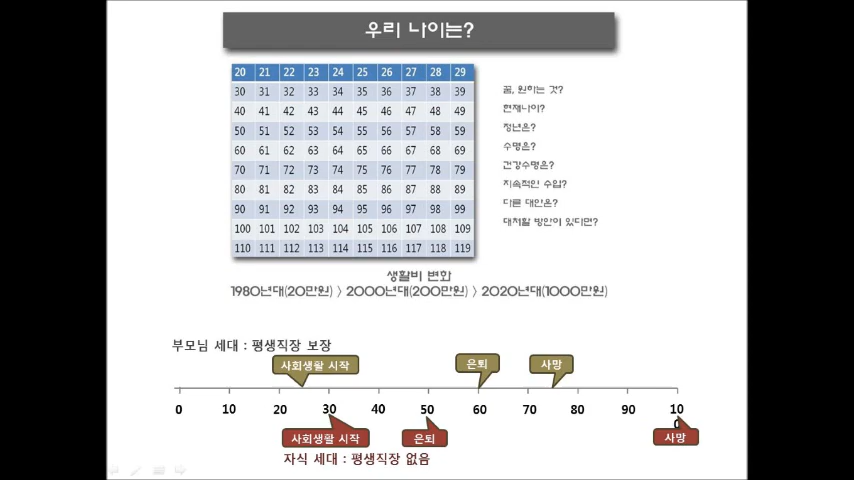 우리 나이는?
20 21 22 23 24 25 26 27 28 29
30 31 32 33 34 35 36 37 38 39
40 41 42 43 44 45 46 47 48 49
50 51 52 53 54 55 56 57 58 59
60 61 62 63 64 65 66 67 68 69
70 71 72 73 74 75 76 77 78 79
80 81 82 83 84 85 86 87 88 89
90 91 92 93 94 95 96 97 98 99
100 101 102 103 104 105 106 107 108 109
110 111 112 113 114 115 116 117 118 119
꿈, 원하는 것?
현재나이?
정년은?
수명은?
건강수명은?
지속적인 수입?
다른 대안은?
대처할 방안이 있다면?
생활비 변화
1980년대(20만원) > 2000년대(200만원) > 2020대(1000만원)
부모님 세대 : 평생직장 보장
사회생활 시작 은퇴 사망
0 10 20 30 40 50 60 70 80 90 10
0
사회생활 시작 은퇴 사망
자식 세대 : 평생직장 없음